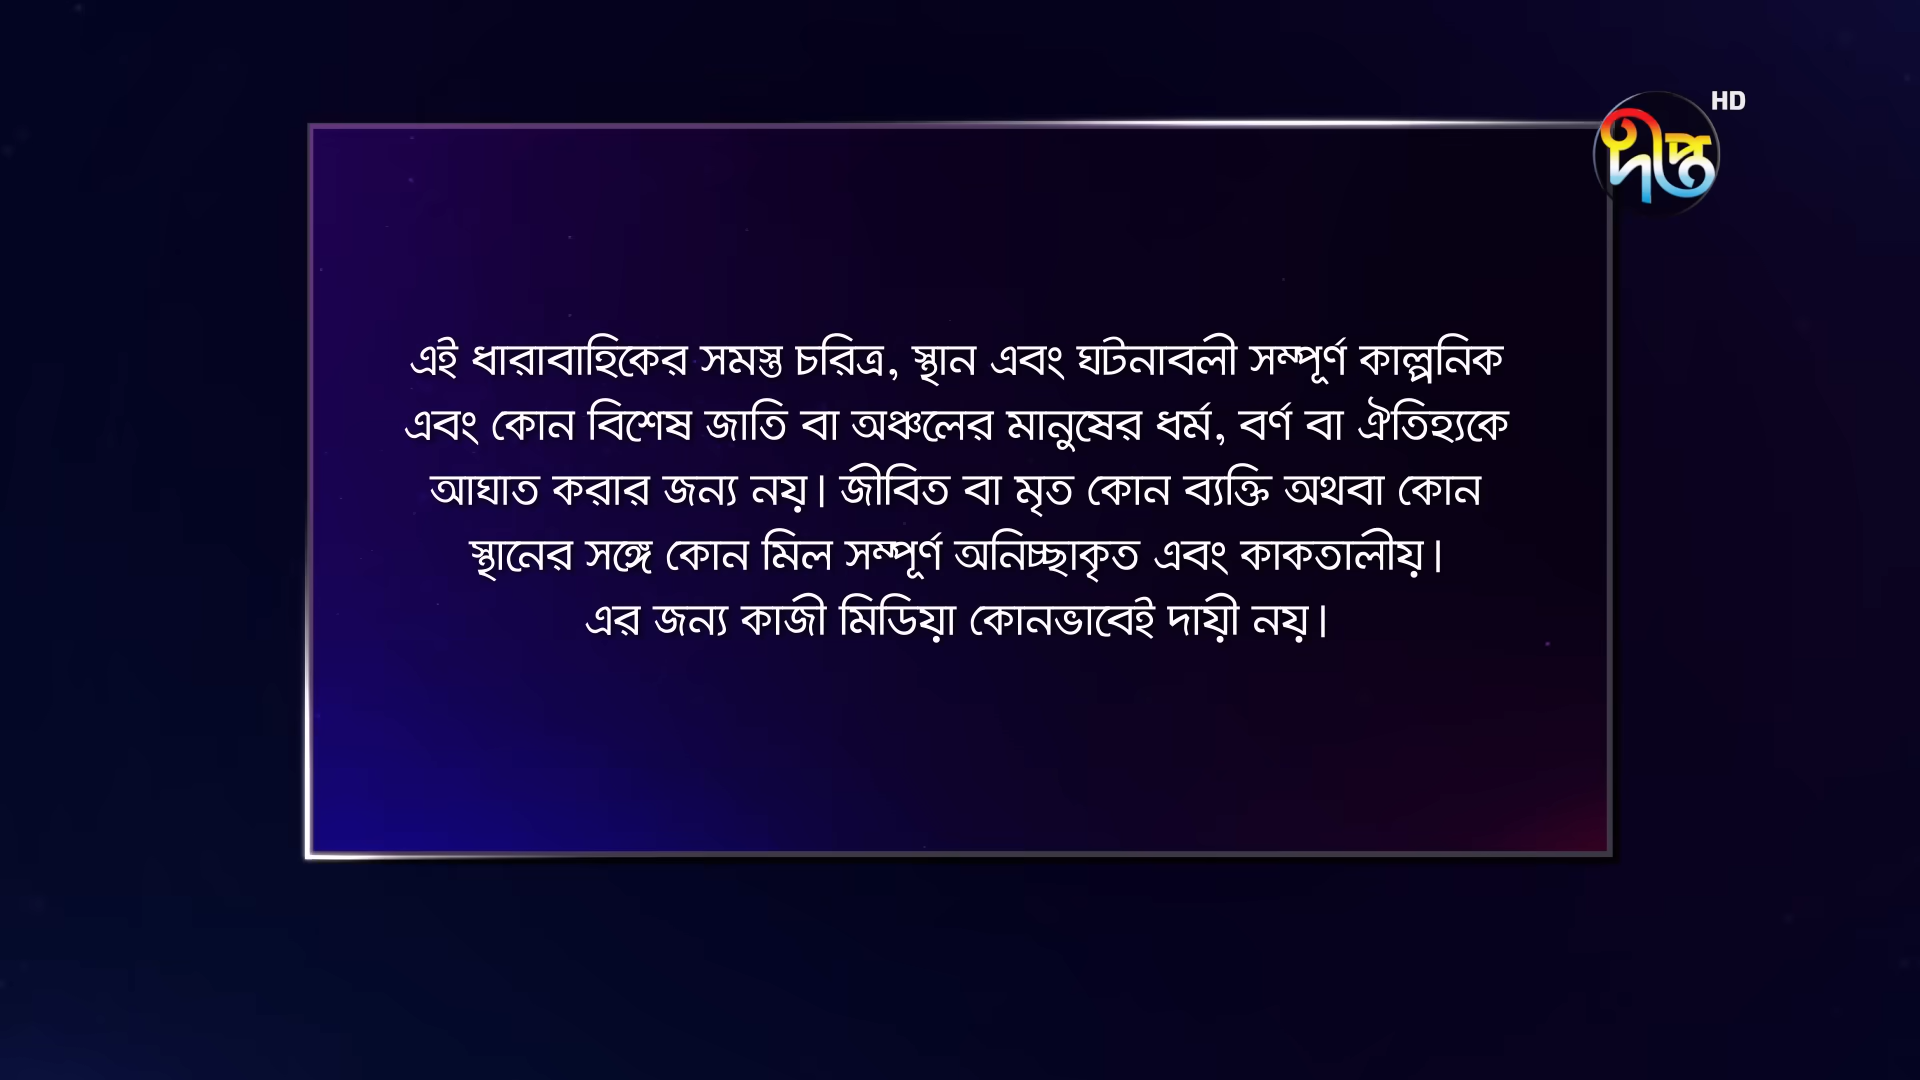 HD
দীপ্ত
এই ধারাবাহিকের সমস্ত চরিত্র, স্থান এবং ঘটনাবলী সম্পূর্ণ কাল্পনিক
এবং কোন বিশেষ জাতি বা অঞ্চলের মানুষের ধর্ম, বর্ণ বা ঐতিহ্যকে
আঘাত করার জন্য নয়। জীবিত বা মৃত কোন ব্যক্তি অথবা কোন
স্থানের সঙ্গে কোন মিল সম্পূর্ণ অনিচ্ছাকৃত এবং কাকতালীয়।
এর জন্য কাজী মিডিয়া কোনভাবেই দায়ী নয়।